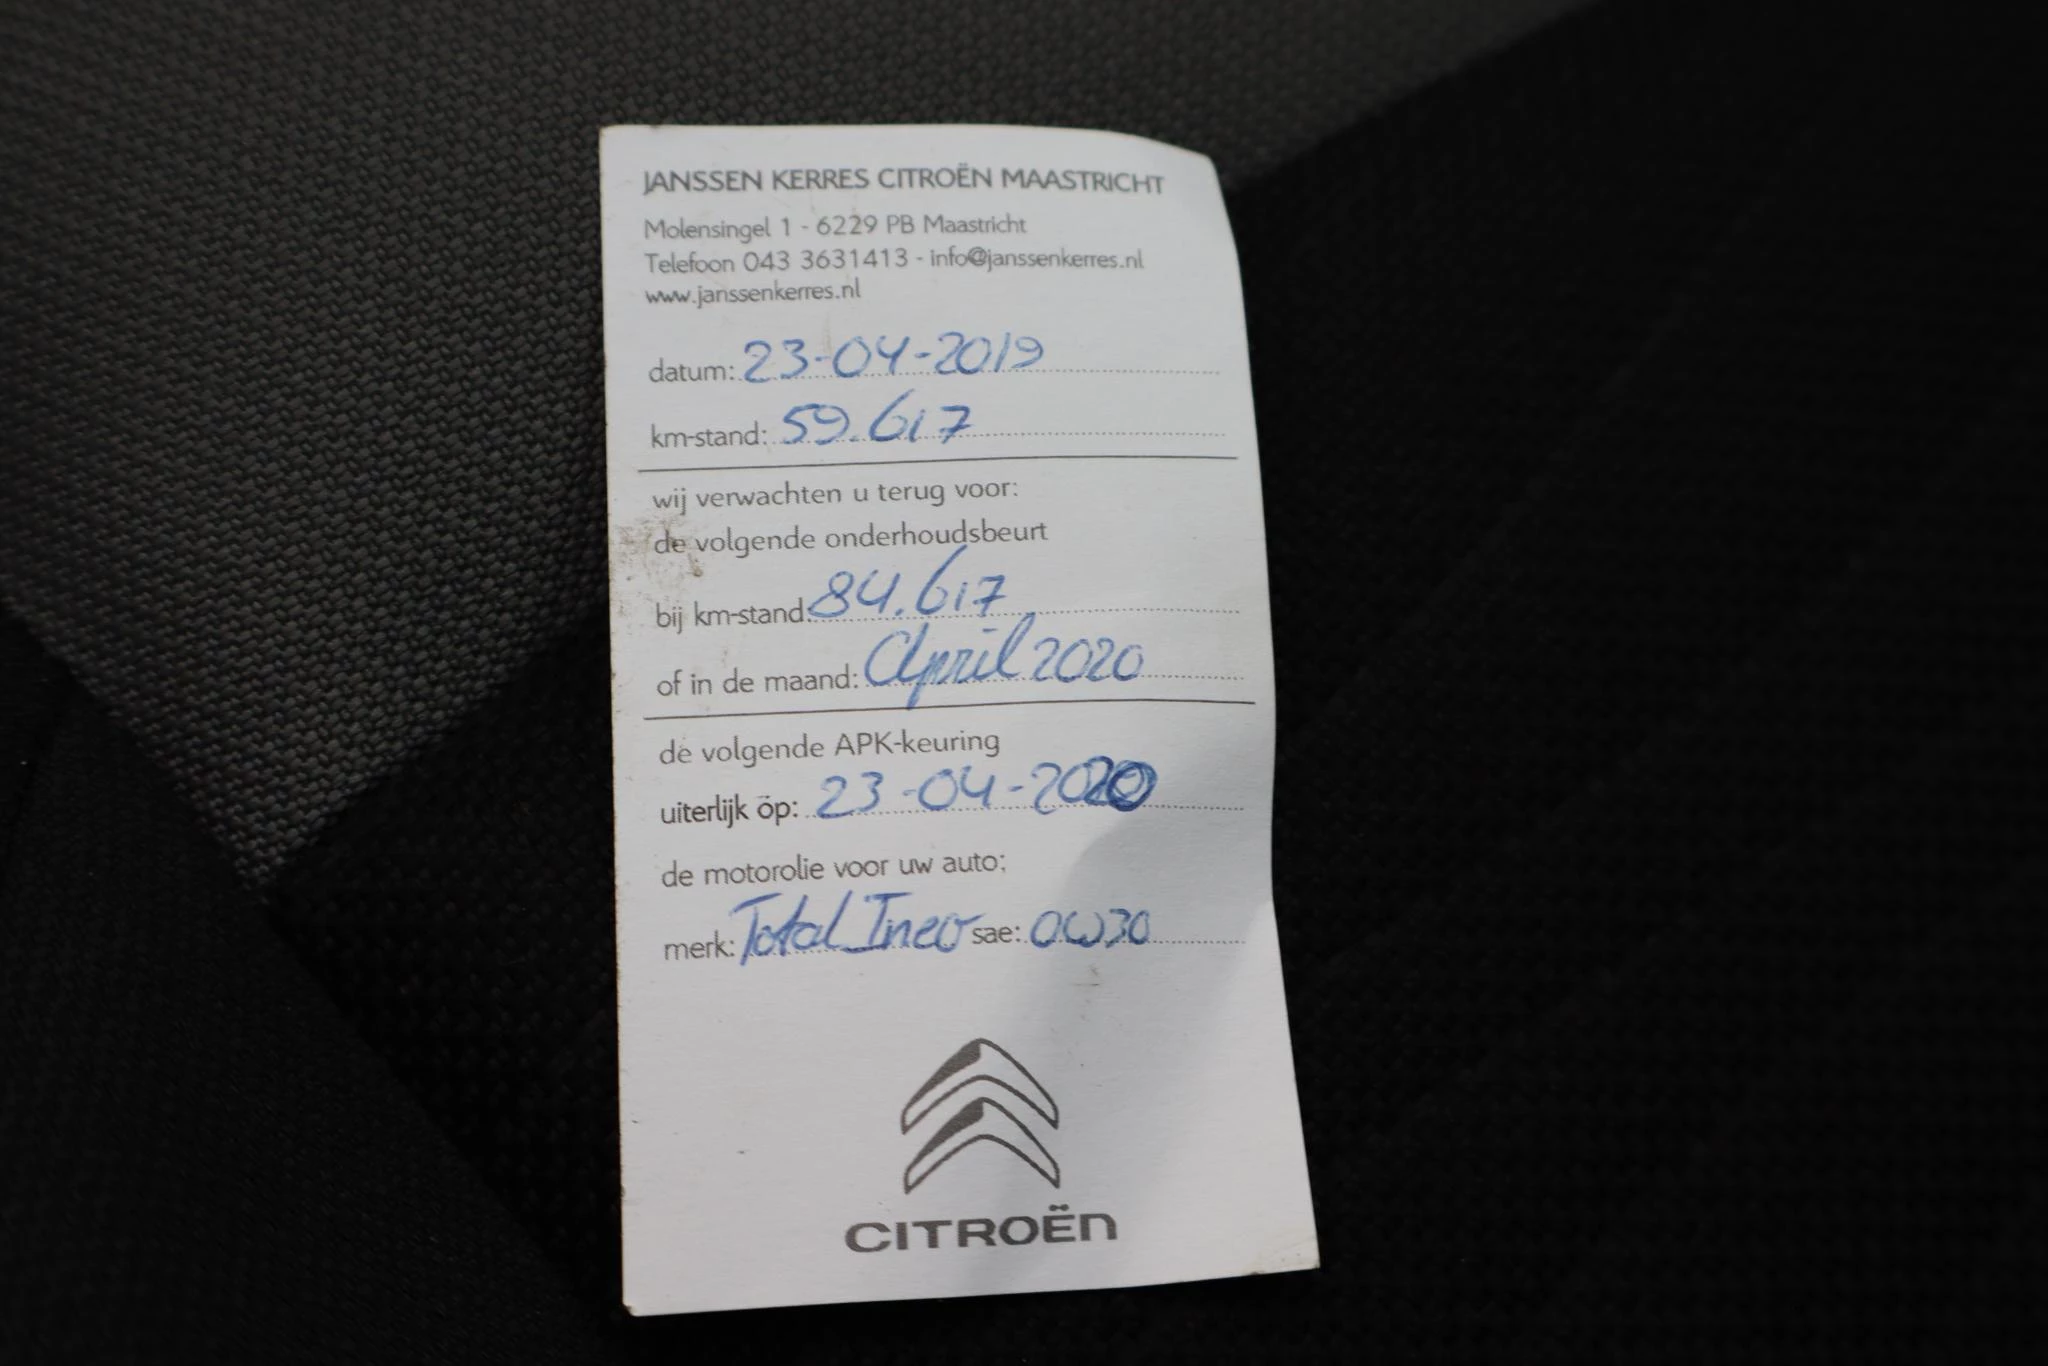 JANSSEN KERRES CITROËN MAASTRICHT
Molensingel 1 - 6229 PB Maastricht
Telefoon 043 3631413 - info@janssenkerres.nl
www.janssenkerres.nl
datum: 23-04-2019
km-stand: 59.617
wij verwachten u terug voor:
de volgende onderhoudsbeurt
bij km-stand: 84.617
of in de maand: April 2020
de volgende APK-keuring
uiterlijk op: 23-04-2020
de motorolie voor uw auto:
merk: Total Ineo sae: 0W30
CITROËN